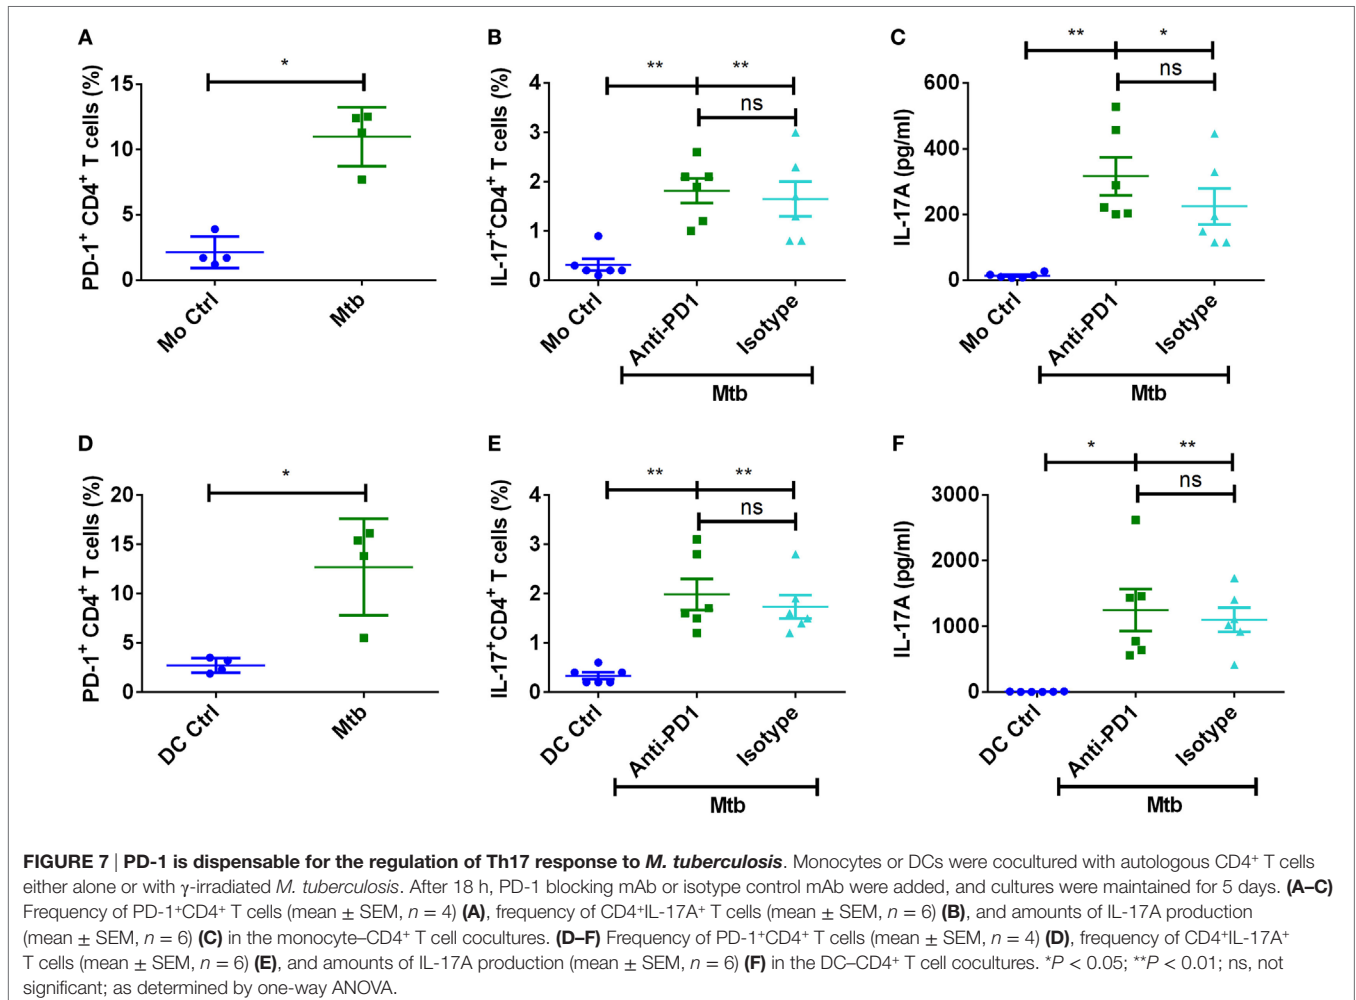 A
B
C
PD-1+ CD4+ T cells (%)
15
10
5
0
*
Mo Ctrl
Mtb
IL-17+CD4+ T cells (%)
4
3
2
1
0
**
**
ns
Mo Ctrl
Anti-PD1
Isotype
Mtb
IL-17A (pg/ml)
600
400
200
0
**
*
ns
Mo Ctrl
Anti-PD1
Isotype
Mtb
D
E
F
PD-1+ CD4+ T cells (%)
20
15
10
5
0
*
DC Ctrl
Mtb
IL-17+CD4+ T cells (%)
4
3
2
1
0
**
**
ns
DC Ctrl
Anti-PD1
Isotype
Mtb
IL-17A (pg/ml)
3000
2000
1000
0
*
**
ns
DC Ctrl
Anti-PD1
Isotype
Mtb
FIGURE 7 | PD-1 is dispensable for the regulation of Th17 response to M. tuberculosis. Monocytes or DCs were cocultured with autologous CD4+ T cells
either alone or with γ-irradiated M. tuberculosis. After 18 h, PD-1 blocking mAb or isotype control mAb were added, and cultures were maintained for 5 days. (A–C)
Frequency of PD-1+CD4+ T cells (mean ± SEM, n = 4) (A), frequency of CD4+IL-17A+ T cells (mean ± SEM, n = 6) (B), and amounts of IL-17A production
(mean ± SEM, n = 6) (C) in the monocyte–CD4+ T cell cocultures. (D–F) Frequency of PD-1+CD4+ T cells (mean ± SEM, n = 4) (D), frequency of CD4+IL-17A+
T cells (mean ± SEM, n = 6) (E), and amounts of IL-17A production (mean ± SEM, n = 6) (F) in the DC–CD4+ T cell cocultures. *P < 0.05; **P < 0.01; ns, not
significant; as determined by one-way ANOVA.